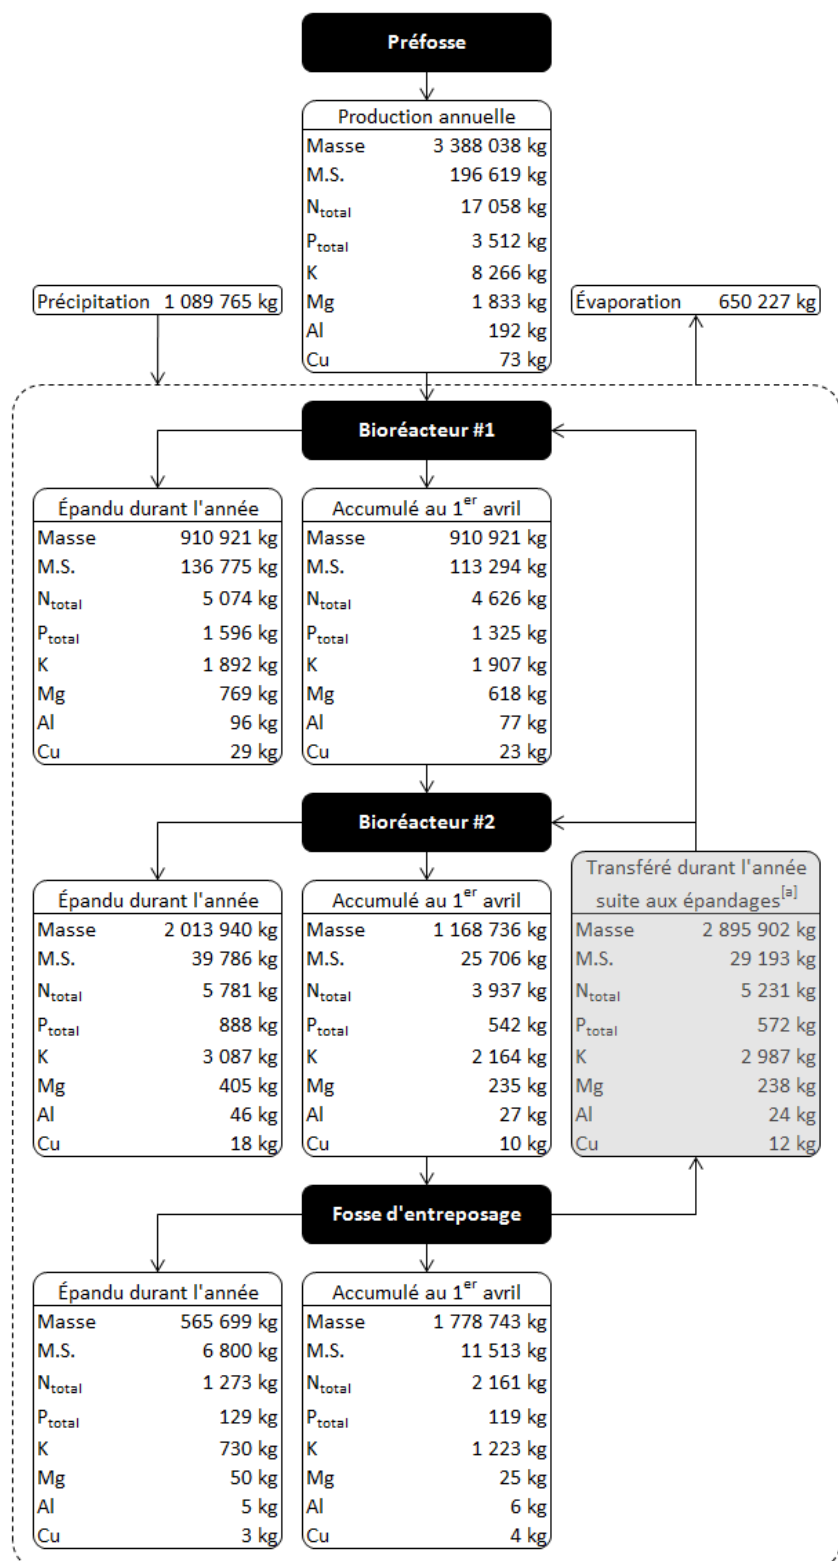 Préfosse
Production annuelle
Masse 3 388 038 kg
M.S. 196 619 kg
Ntotal 17 058 kg
Ptotal 3 512 kg
K 8 266 kg
Mg 1 833 kg
Al 192 kg
Cu 73 kg
Précipitation 1 089 765 kg
Évaporation 650 227 kg
Bioréacteur #1
Épandu durant l'année
Masse 910 921 kg
M.S. 136 775 kg
Ntotal 5 074 kg
Ptotal 1 596 kg
K 1 892 kg
Mg 769 kg
Al 96 kg
Cu 29 kg
Accumulé au 1er avril
Masse 910 921 kg
M.S. 113 294 kg
Ntotal 4 626 kg
Ptotal 1 325 kg
K 1 907 kg
Mg 618 kg
Al 77 kg
Cu 23 kg
Bioréacteur #2
Épandu durant l'année
Masse 2 013 940 kg
M.S. 39 786 kg
Ntotal 5 781 kg
Ptotal 888 kg
K 3 087 kg
Mg 405 kg
Al 46 kg
Cu 18 kg
Accumulé au 1er avril
Masse 1 168 736 kg
M.S. 25 706 kg
Ntotal 3 937 kg
Ptotal 542 kg
K 2 164 kg
Mg 235 kg
Al 27 kg
Cu 10 kg
Transféré durant l'année
suite aux épandages[a]
Masse 2 895 902 kg
M.S. 29 193 kg
Ntotal 5 231 kg
Ptotal 572 kg
K 2 987 kg
Mg 238 kg
Al 24 kg
Cu 12 kg
Fosse d'entreposage
Épandu durant l'année
Masse 565 699 kg
M.S. 6 800 kg
Ntotal 1 273 kg
Ptotal 129 kg
K 730 kg
Mg 50 kg
Al 5 kg
Cu 3 kg
Accumulé au 1er avril
Masse 1 778 743 kg
M.S. 11 513 kg
Ntotal 2 161 kg
Ptotal 119 kg
K 1 223 kg
Mg 25 kg
Al 6 kg
Cu 4 kg